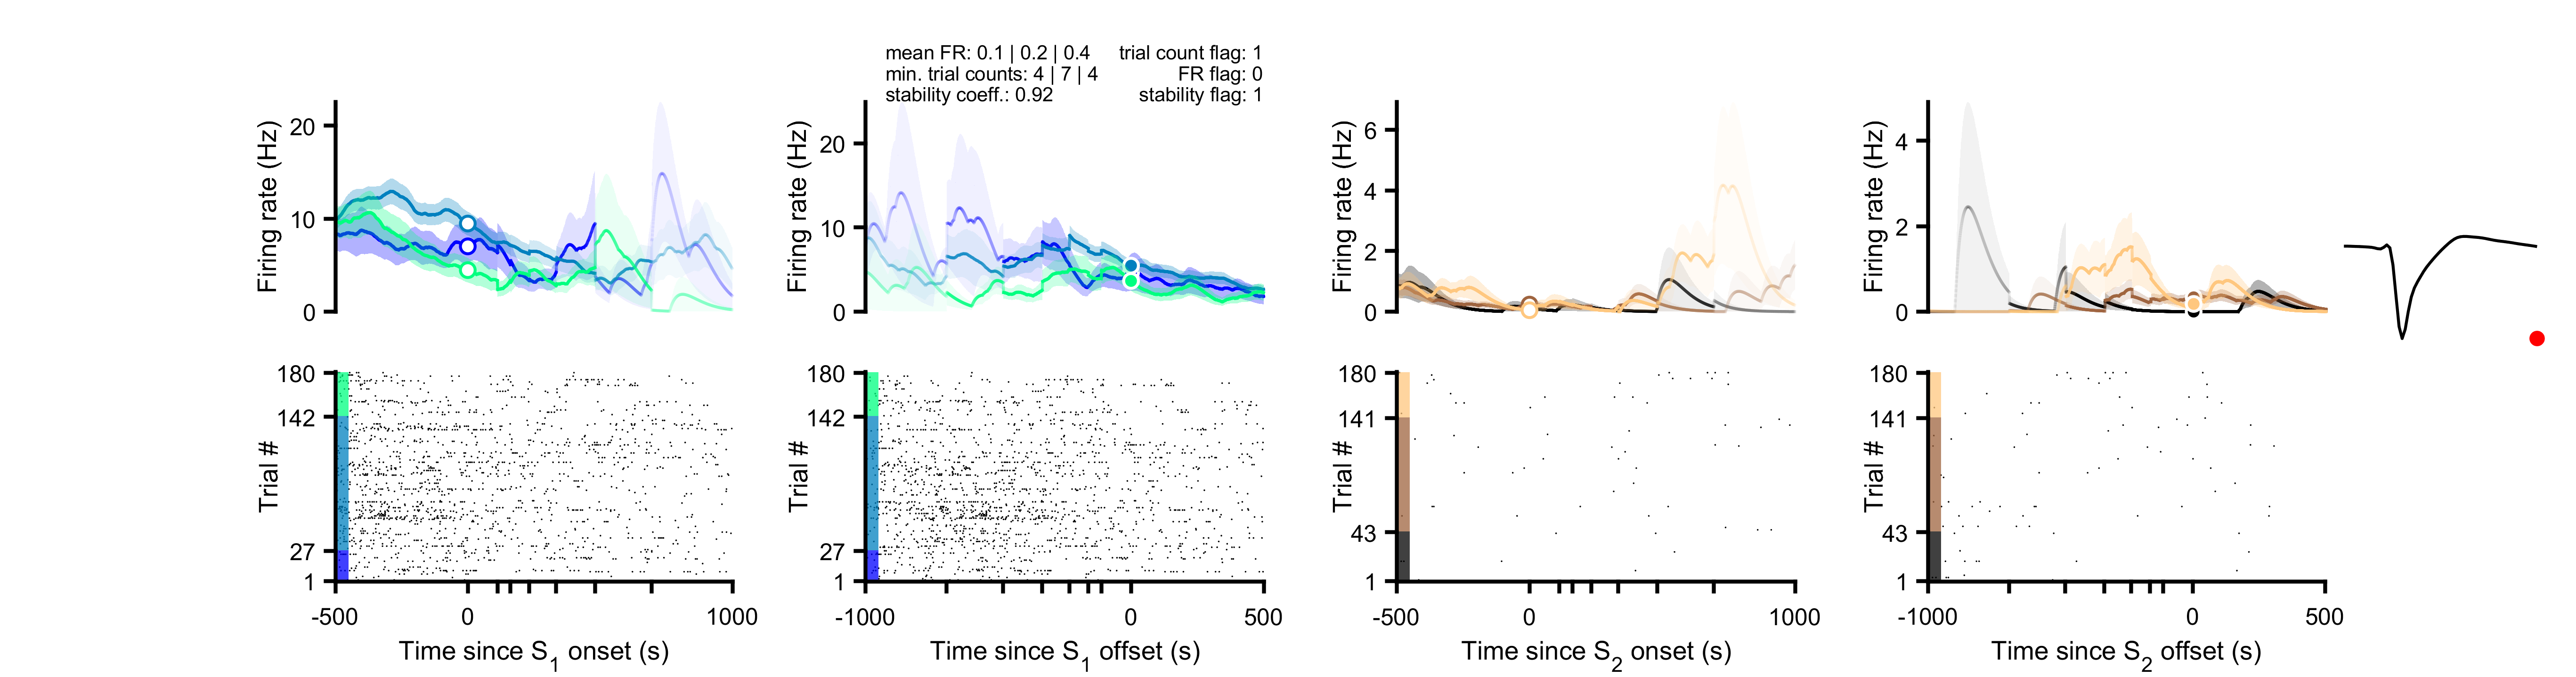 mean FR: 0.1 | 0.2 | 0.4 trial count flag: 1
min. trial counts: 4 | 7 | 4 FR flag: 0
stability coeff.: 0.92 stability flag: 1
Firing rate (Hz)
20
10
0
Firing rate (Hz)
20
10
0
Firing rate (Hz)
6
4
2
0
Firing rate (Hz)
4
2
0
Trial #
180
142
27
1
-500 0 1000
Time since S1 onset (s)
Trial #
180
142
27
1
-1000 0 500
Time since S1 offset (s)
Trial #
180
141
43
1
-500 0 1000
Time since S2 onset (s)
Trial #
180
141
43
1
-1000 0 500
Time since S2 offset (s)